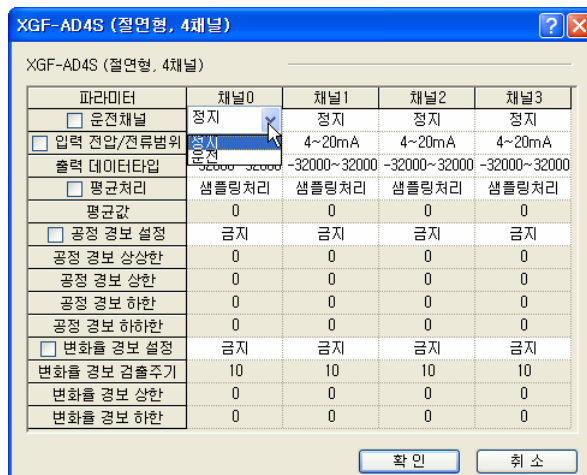 XGF-AD4S (절연형, 4채널)
XGF-AD4S (절연형, 4채널)
파라미터 채널0 채널1 채널2 채널3
운전채널 정지 정지 정지 정지
입력 전압/전류범위 정지 4~20mA 4~20mA 4~20mA
운전
출력 데이터타입 -32000~32000 -32000~32000 -32000~32000 -32000~32000
평균처리 샘플링처리 샘플링처리 샘플링처리 샘플링처리
평균값 0 0 0 0
공정 경보 설정 금지 금지 금지 금지
공정 경보 상상한 0 0 0 0
공정 경보 상한 0 0 0 0
공정 경보 하한 0 0 0 0
공정 경보 하하한 0 0 0 0
변화율 경보 설정 금지 금지 금지 금지
변화율 경보 검출주기 10 10 10 10
변화율 경보 상한 0 0 0 0
변화율 경보 하한 0 0 0 0
확인 취소